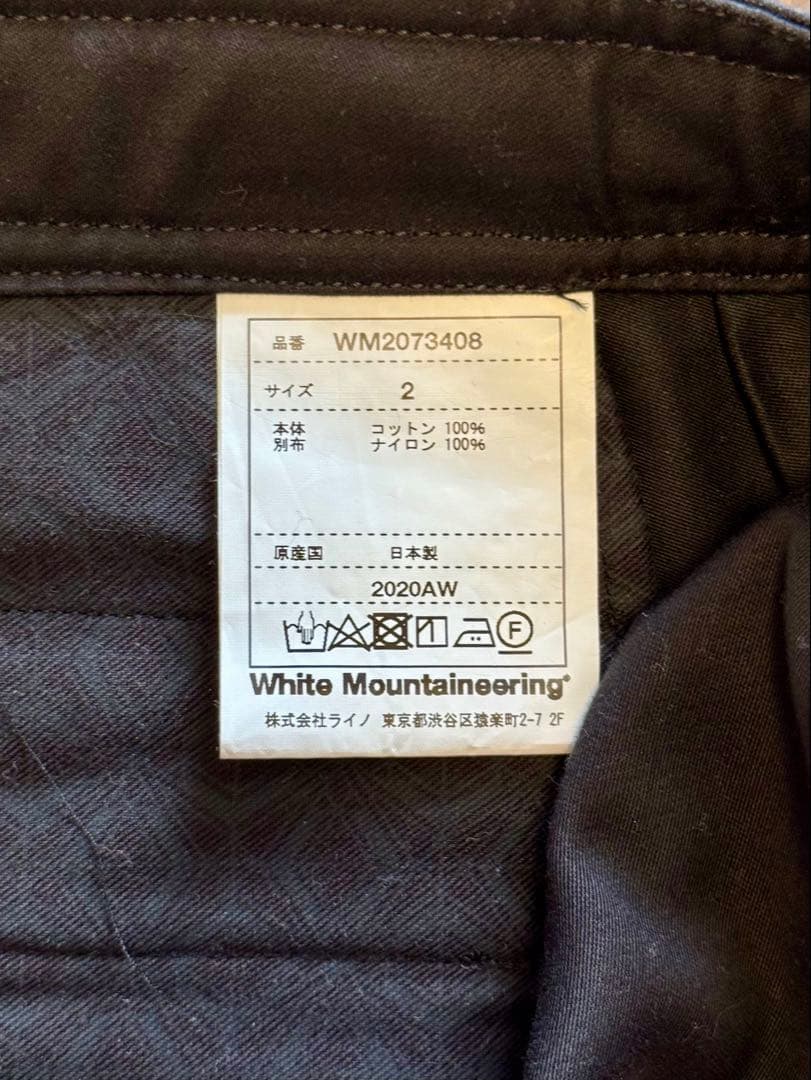 品番 WM2073408
サイズ 2
本体 コットン 100%
別布 ナイロン 100%
原産国 日本製
2020AW
F
White Mountaineering®
株式会社ライノ 東京都渋谷区猿楽町2-7 2F